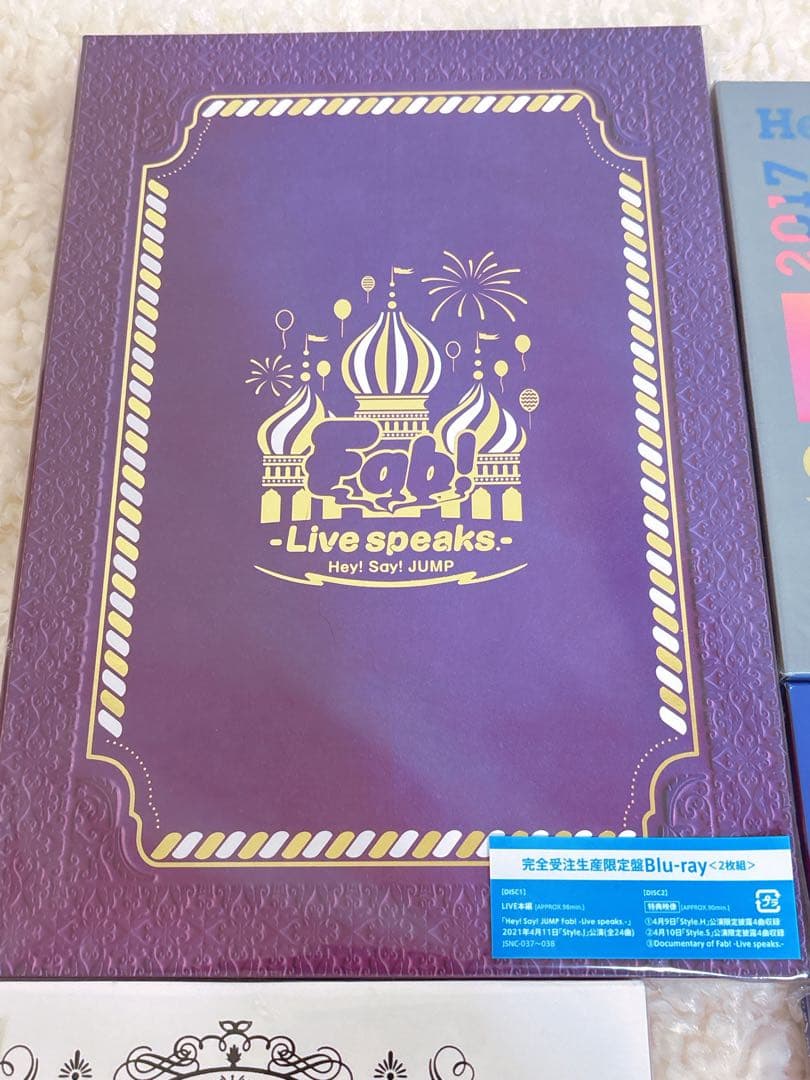 Fab!
-Live speaks.-
Hey! Say! JUMP
2017
完全受注生産限定盤Blu-ray<2枚組>
[DISC1]
LIVE本編 [APPROX.98min.]
「Hey! Say! JUMP Fab! -Live speaks.-」
2021年4月11日「Style.J」公演(全24曲)
JSNC-037〜038
[DISC2]
特典映像 [APPROX.90min.]
①4月9日「Style.H」公演限定披露4曲収録
②4月10日「Style.S」公演限定披露4曲収録
③Documentary of Fab! -Live speaks.-
プラ